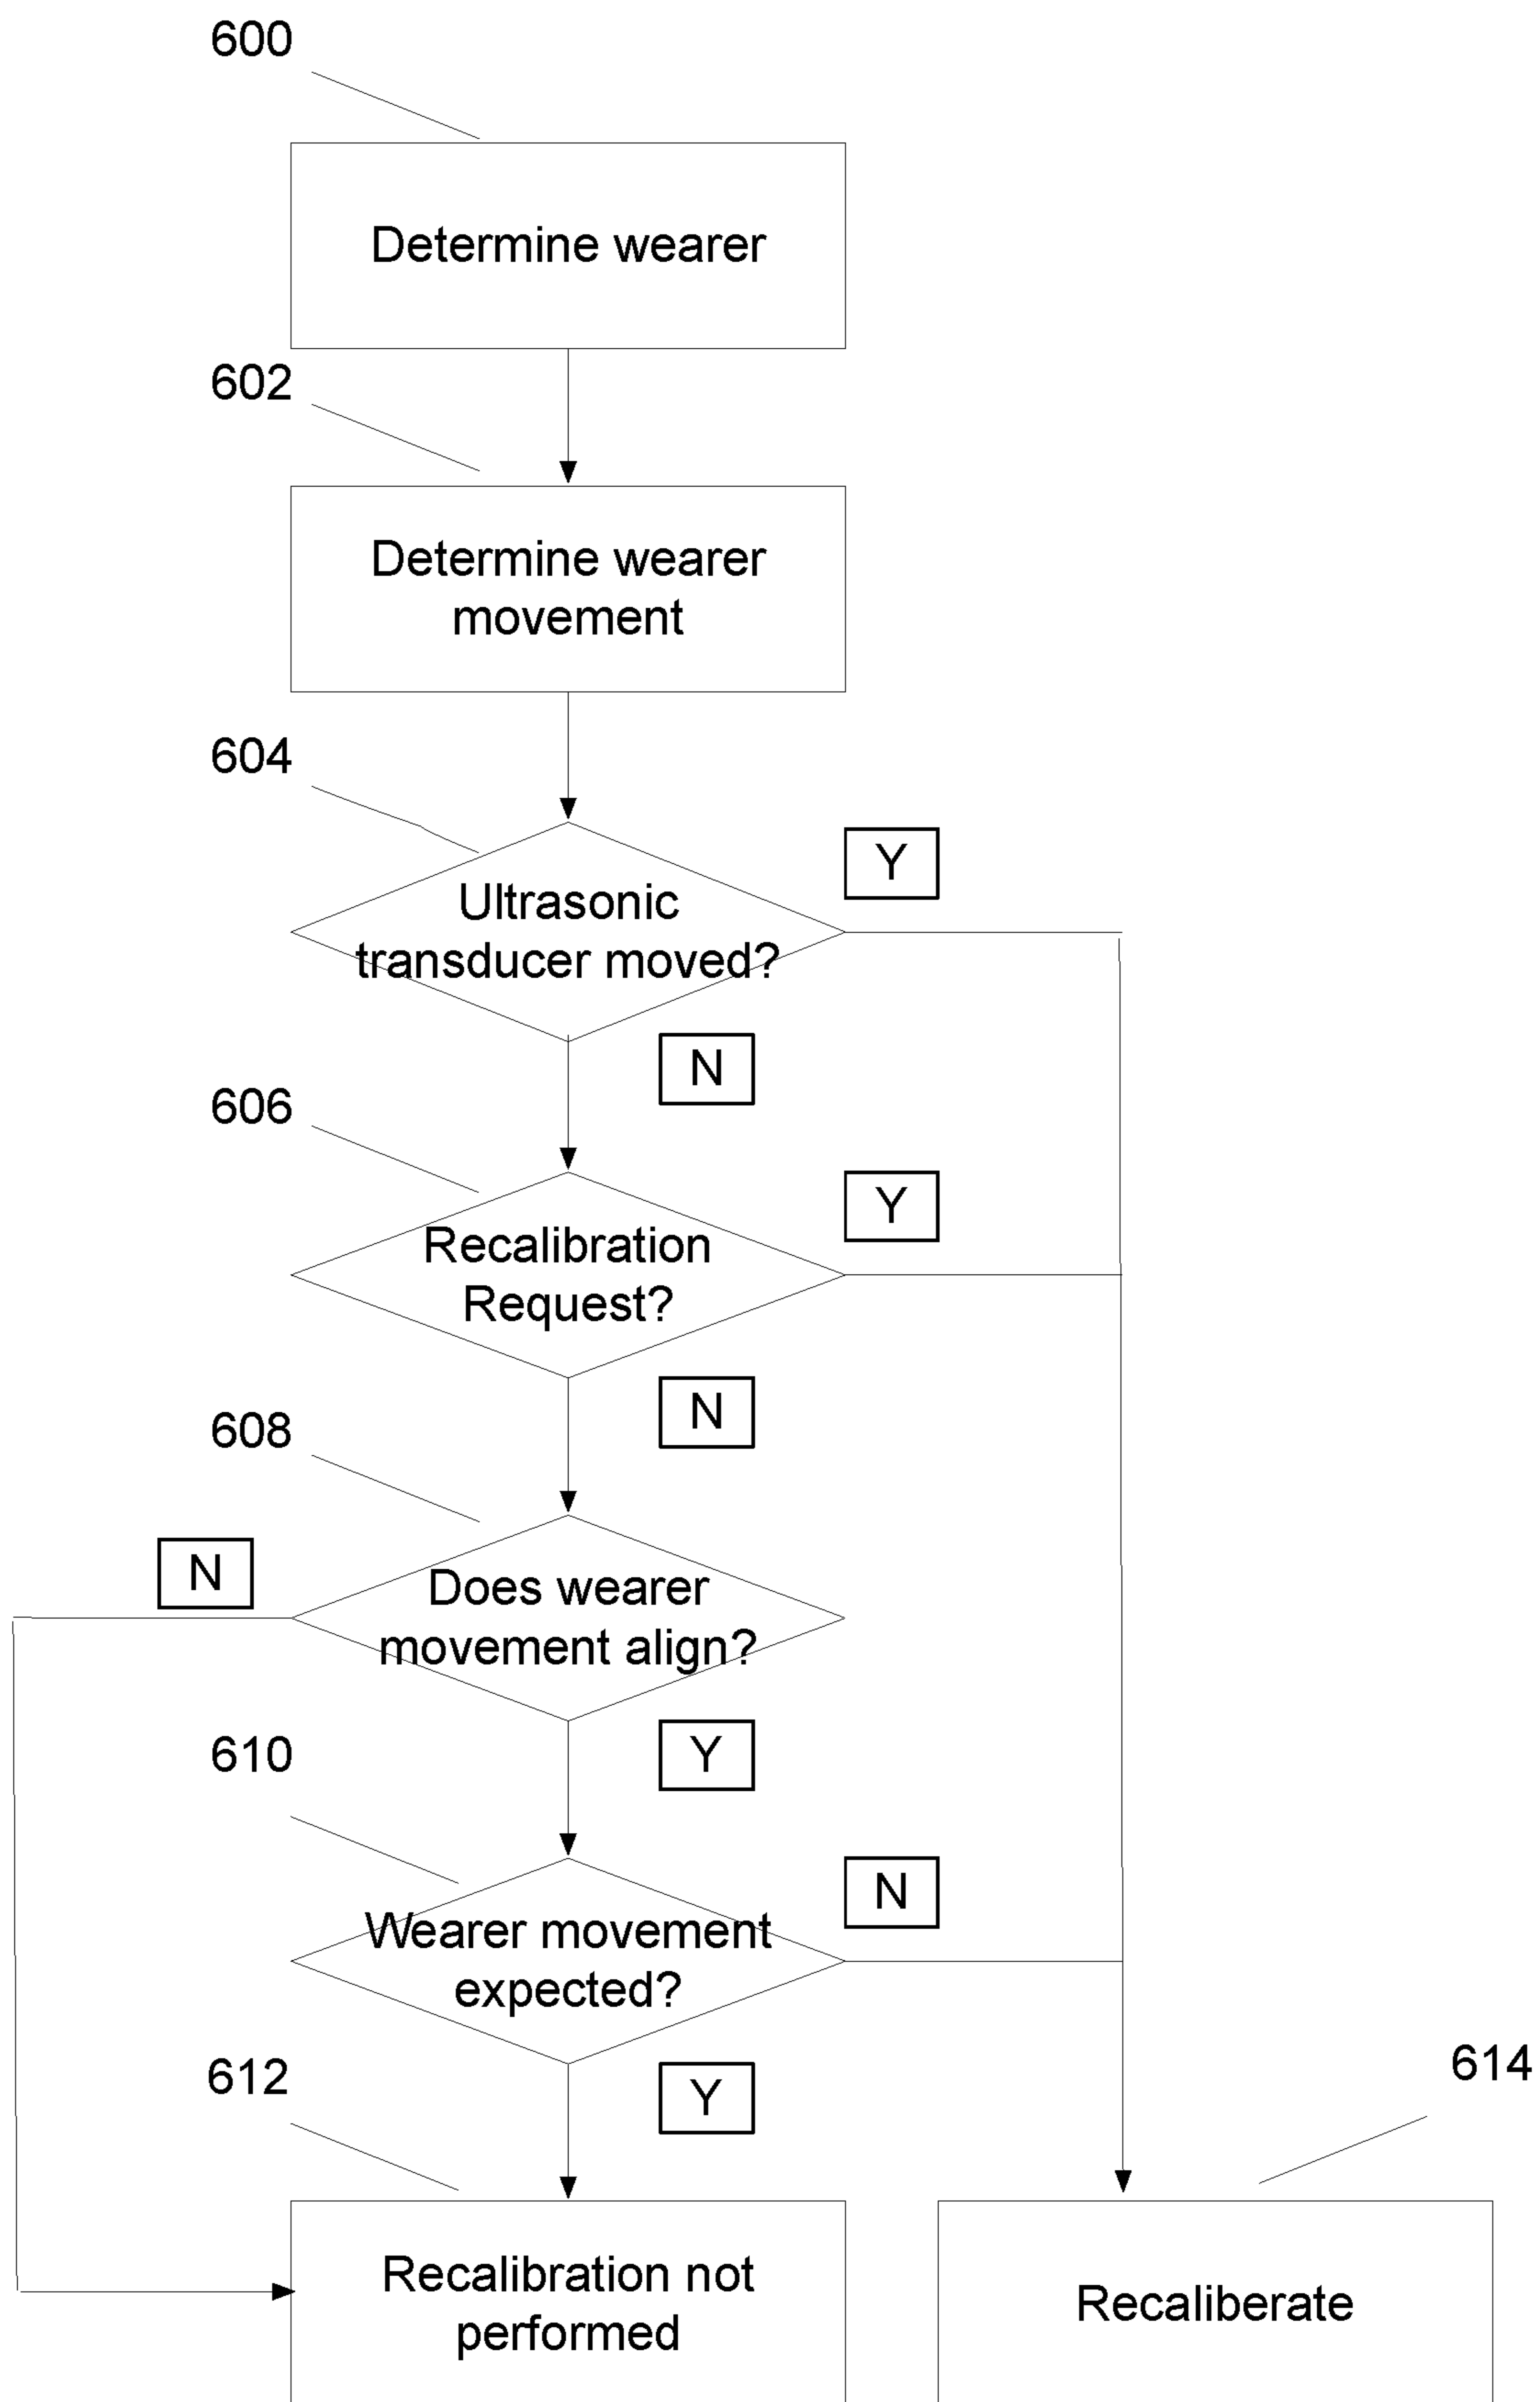 600
Determine wearer
602
Determine wearer
movement
604
Y
Ultrasonic
transducer moved?
N
606
Y
Recalibration
Request?
N
608
N
Does wearer
movement align?
Y
610
N
Wearer movement
expected?
612
Y
614
Recalibration not
performed
Recaliberate